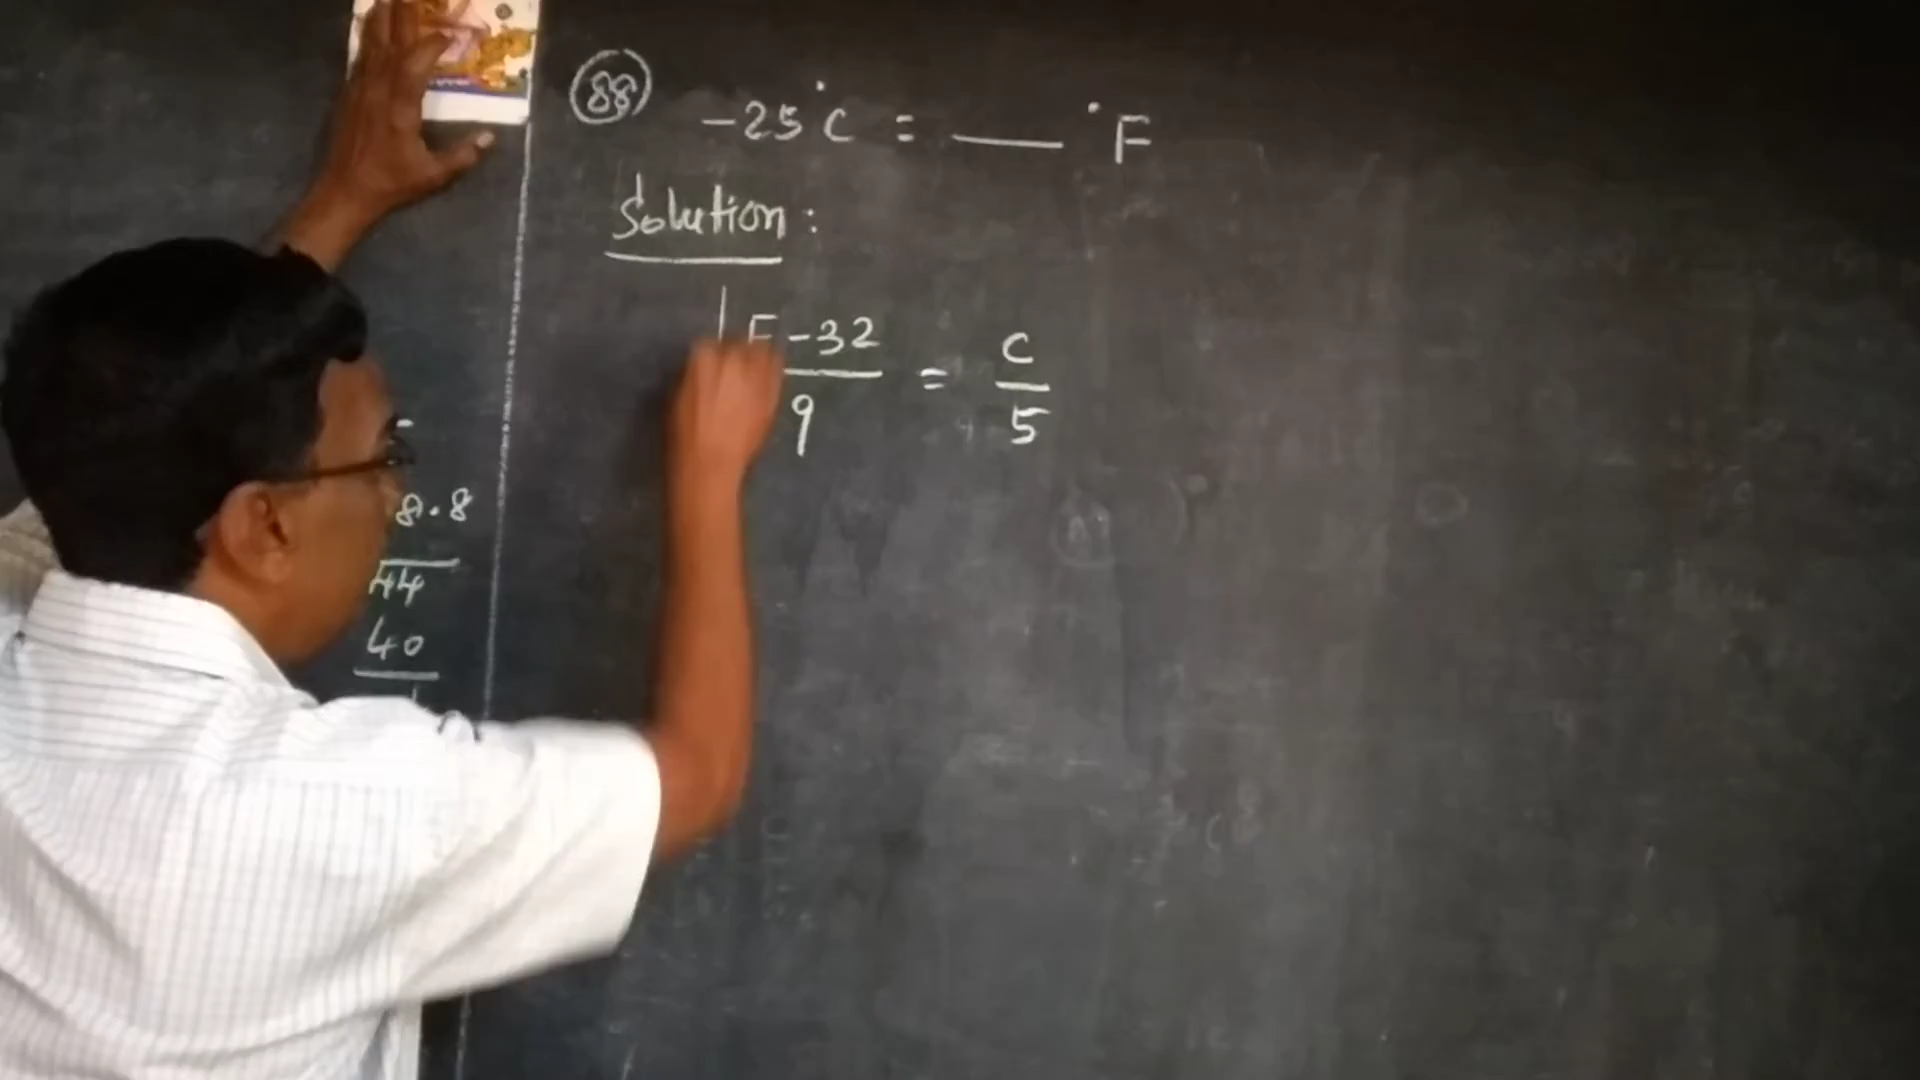 88 -25°C = ___ °F
Solution:
F-32 = C
9 5
8.8
44
40